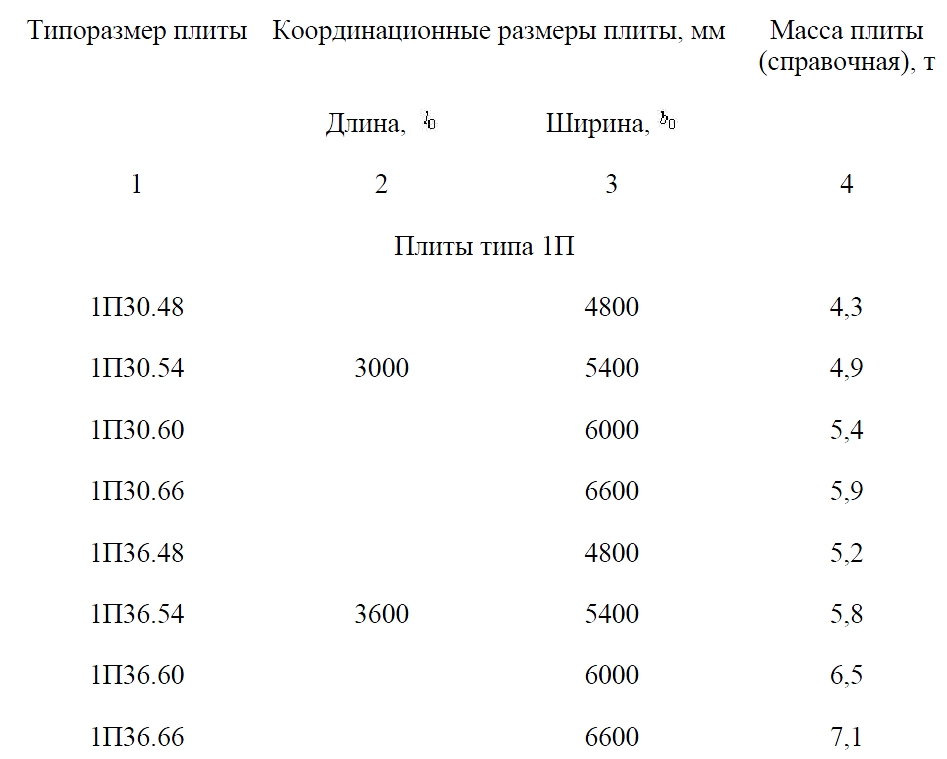 Типоразмер плиты Координационные размеры плиты, мм Масса плиты
(справочная), т
Длина, l0 Ширина, b0
1 2 3 4
Плиты типа 1П
1П30.48 4800 4,3
1П30.54 3000 5400 4,9
1П30.60 6000 5,4
1П30.66 6600 5,9
1П36.48 4800 5,2
1П36.54 3600 5400 5,8
1П36.60 6000 6,5
1П36.66 6600 7,1